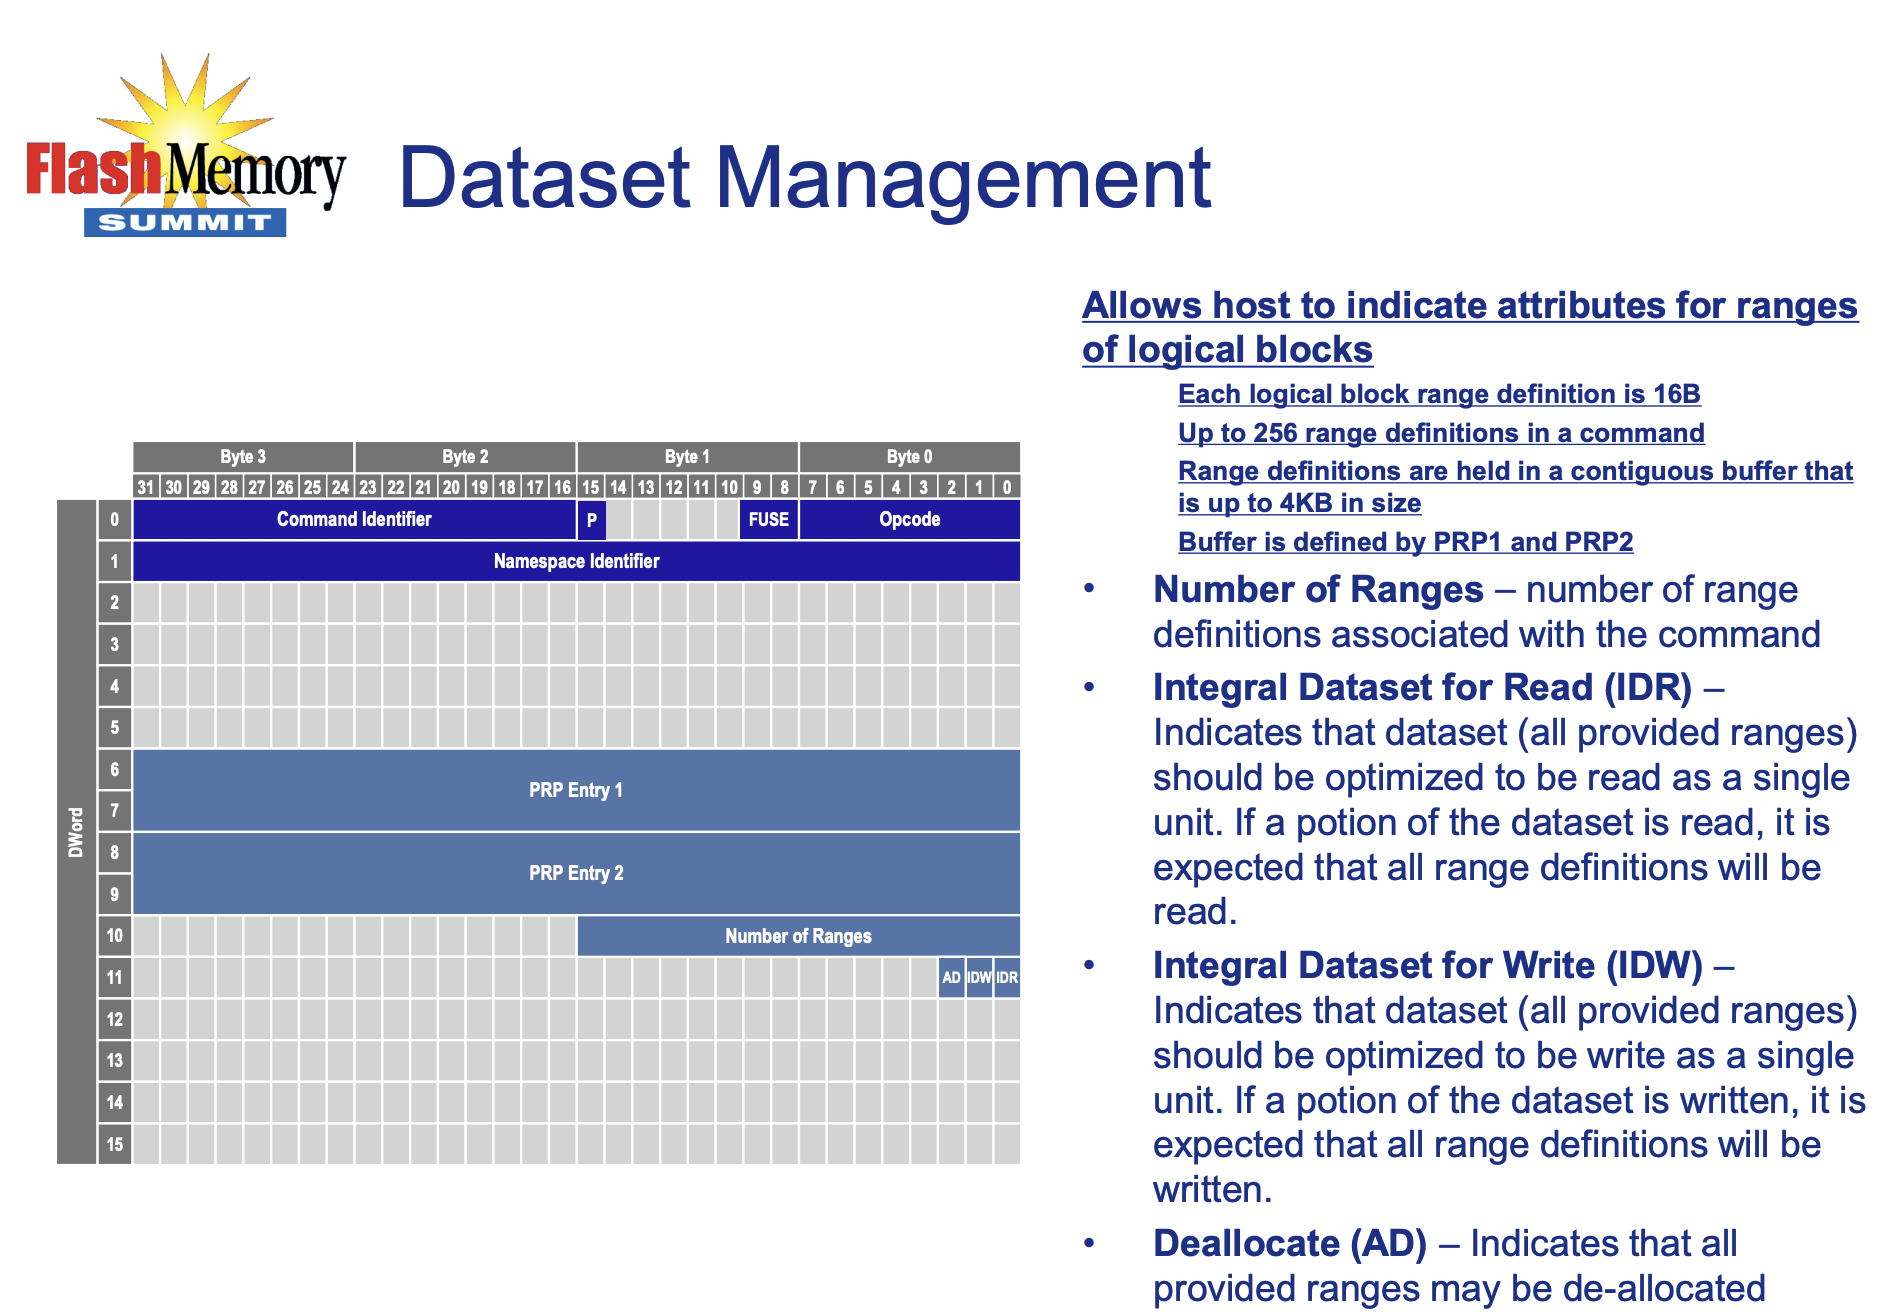 FlashMemory
SUMMIT
Dataset Management
Byte 3 Byte 2 Byte 1 Byte 0
31 30 29 28 27 26 25 24 23 22 21 20 19 18 17 16 15 14 13 12 11 10 9 8 7 6 5 4 3 2 1 0
DWord
0 Command Identifier P FUSE Opcode
1 Namespace Identifier
2
3
4
5
6
PRP Entry 1
7
8
PRP Entry 2
9
10 Number of Ranges
11 AD IDW IDR
12
13
14
15
Allows host to indicate attributes for ranges
of logical blocks
Each logical block range definition is 16B
Up to 256 range definitions in a command
Range definitions are held in a contiguous buffer that
is up to 4KB in size
Buffer is defined by PRP1 and PRP2
• Number of Ranges – number of range
definitions associated with the command
• Integral Dataset for Read (IDR) –
Indicates that dataset (all provided ranges)
should be optimized to be read as a single
unit. If a potion of the dataset is read, it is
expected that all range definitions will be
read.
• Integral Dataset for Write (IDW) –
Indicates that dataset (all provided ranges)
should be optimized to be write as a single
unit. If a potion of the dataset is written, it is
expected that all range definitions will be
written.
• Deallocate (AD) – Indicates that all
provided ranges may be de-allocated